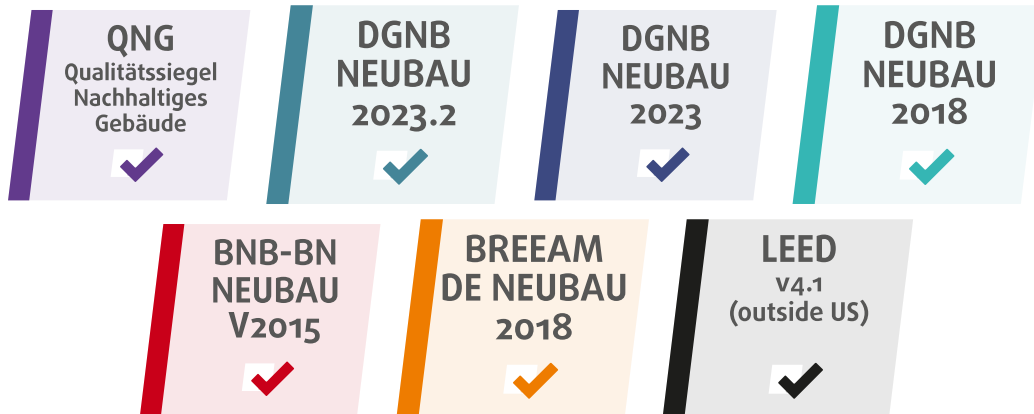 QNG
Qualitätssiegel
Nachhaltiges
Gebäude
DGNB
NEUBAU
2023.2
DGNB
NEUBAU
2023
DGNB
NEUBAU
2018
BNB-BN
NEUBAU
V2015
BREEAM
DE NEUBAU
2018
LEED
v4.1
(outside US)